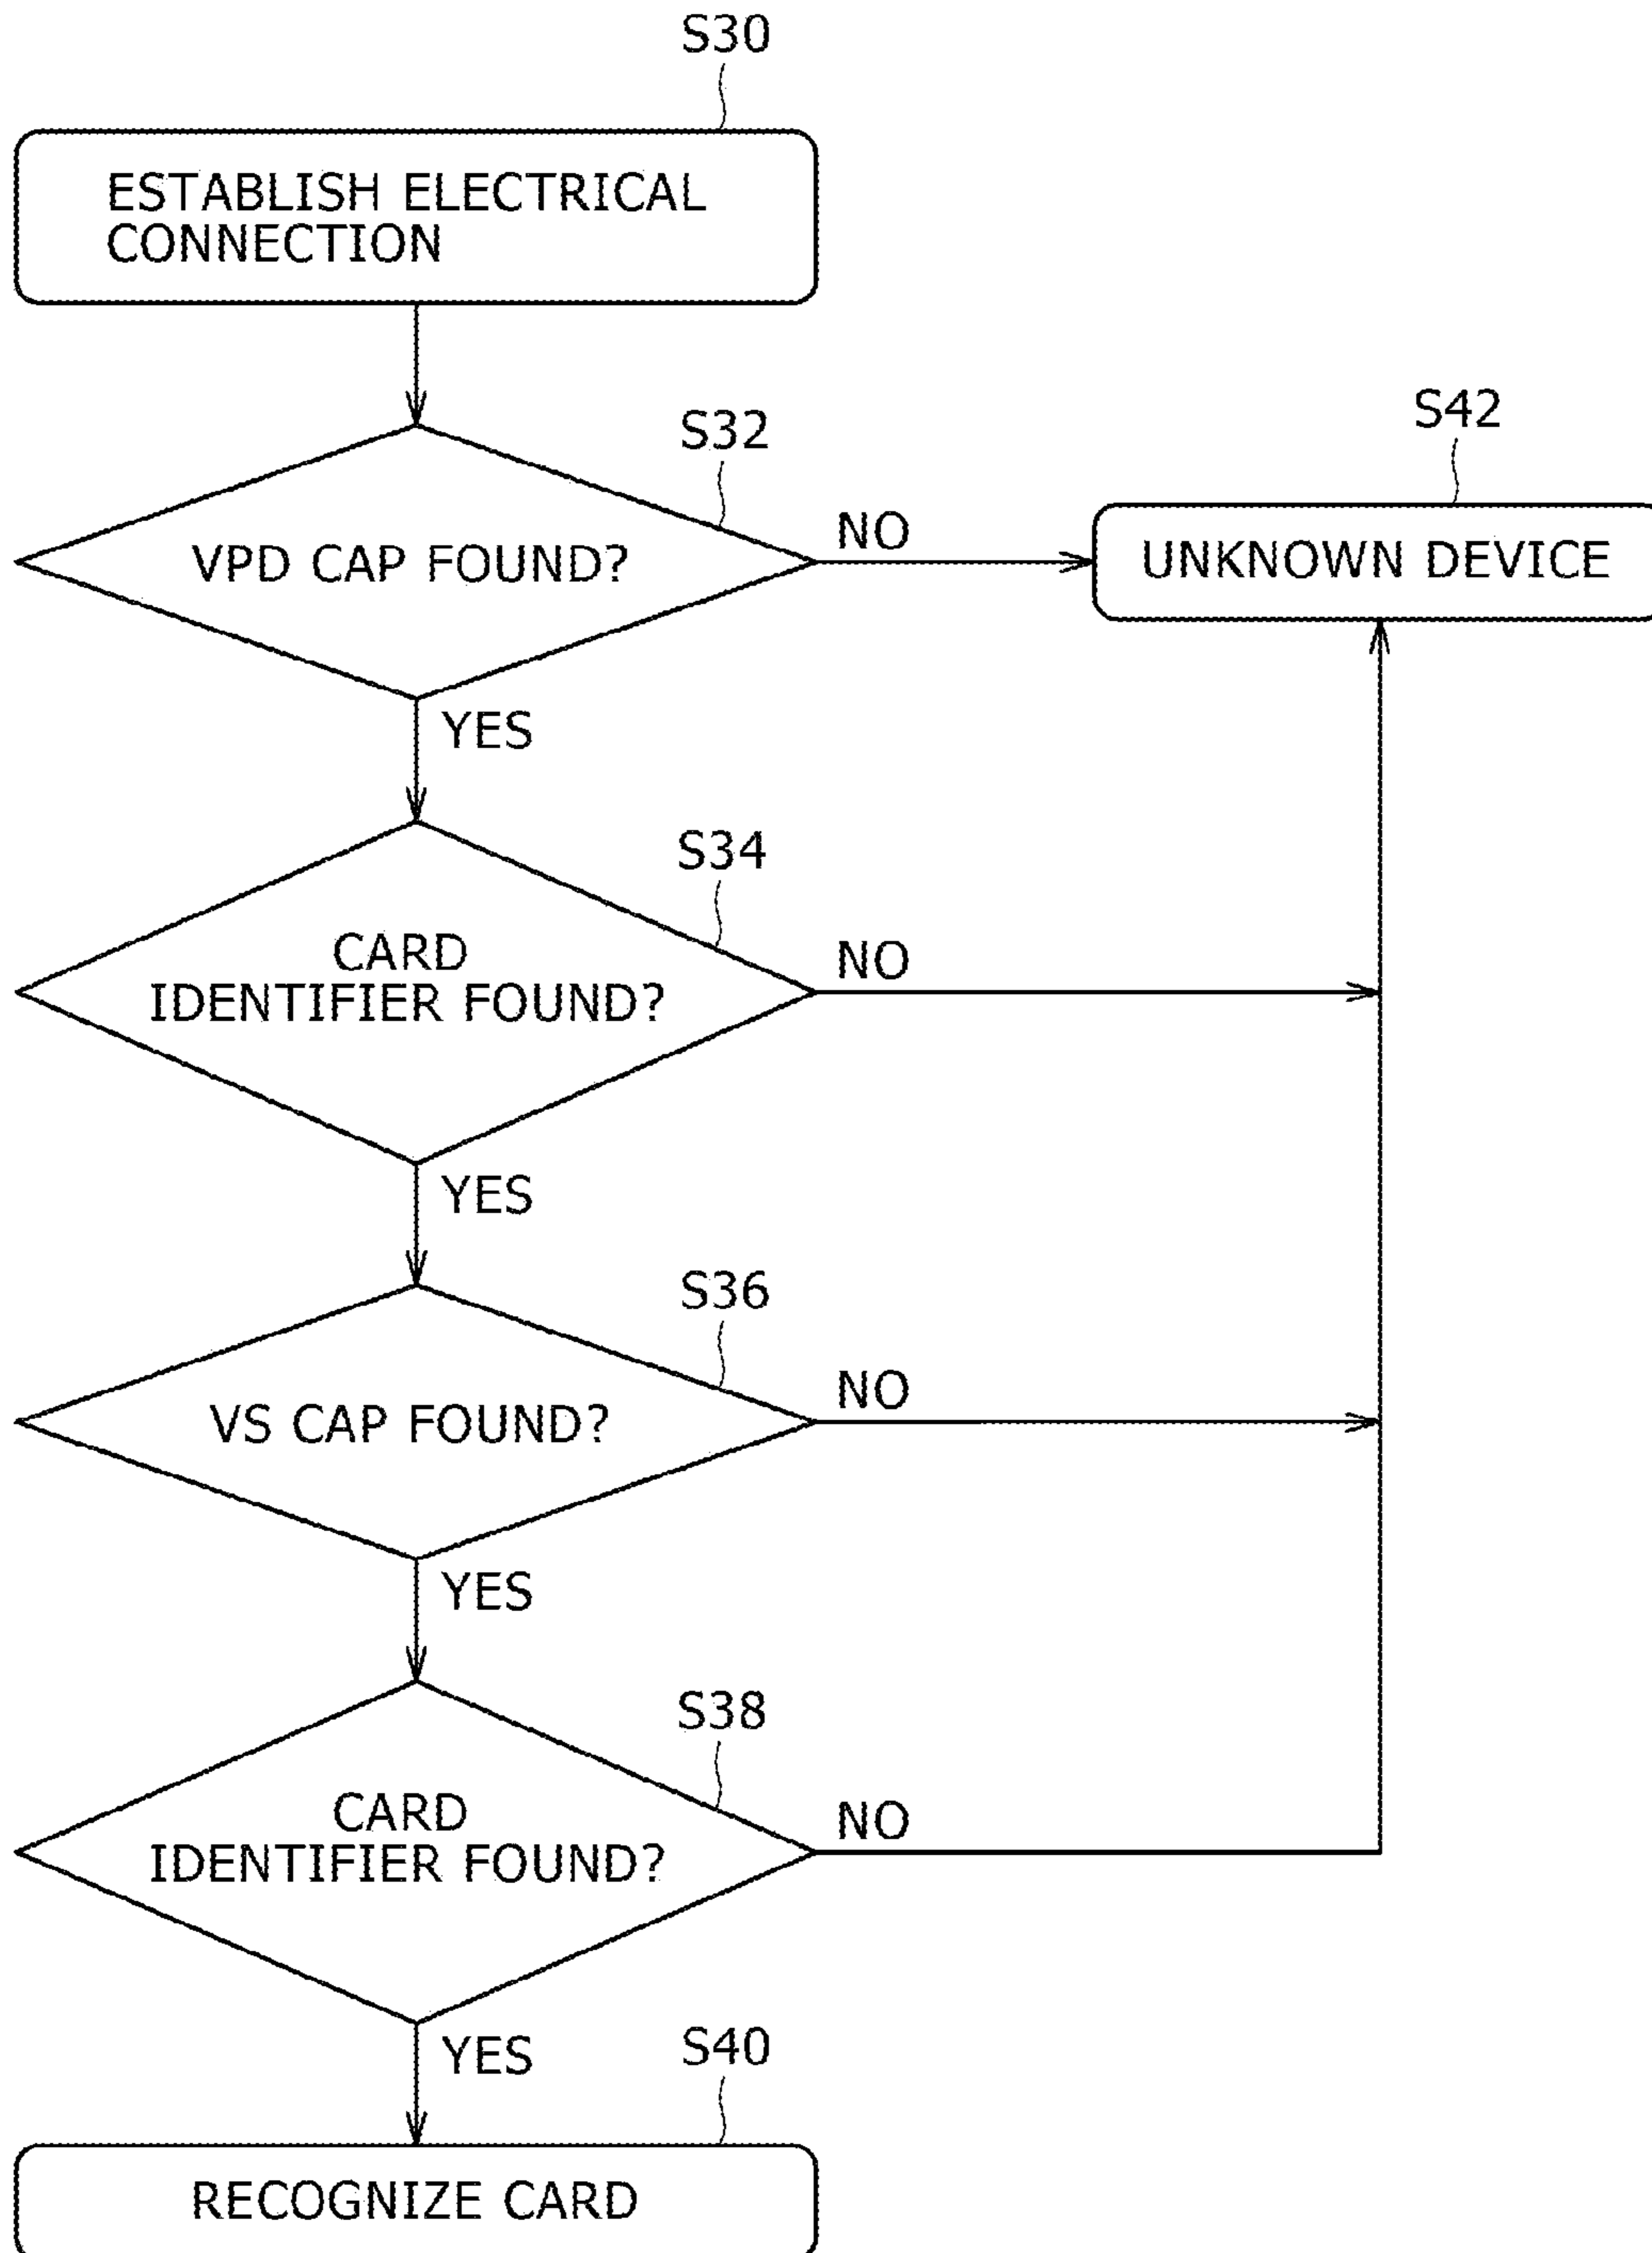 S30
ESTABLISH ELECTRICAL
CONNECTION
S32
VPD CAP FOUND?
NO
S42
UNKNOWN DEVICE
YES
S34
CARD
IDENTIFIER FOUND?
NO
YES
S36
VS CAP FOUND?
NO
YES
S38
CARD
IDENTIFIER FOUND?
NO
YES
S40
RECOGNIZE CARD